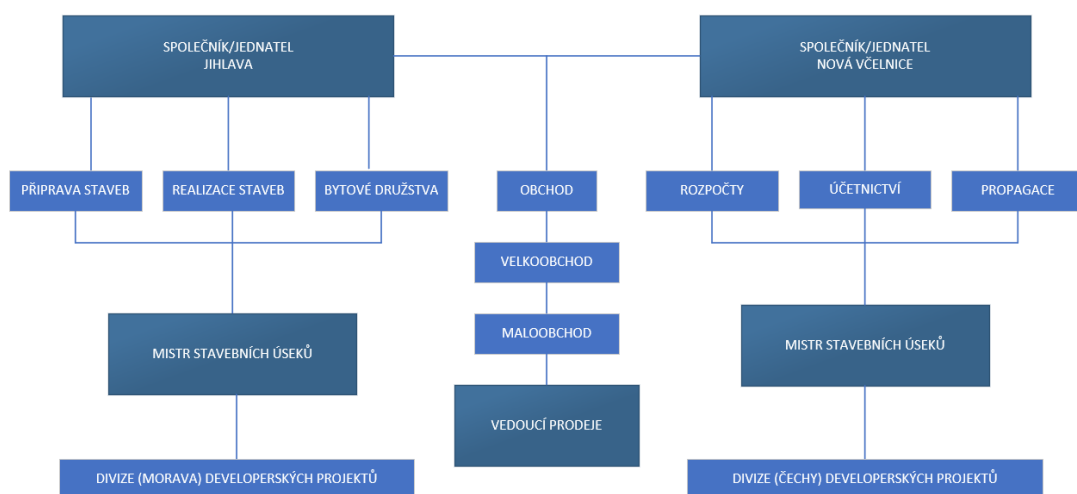 SPOLEČNÍK/JEDNATEL
JIHLAVA
SPOLEČNÍK/JEDNATEL
NOVÁ VČELNICE
PŘIPRAVA STAVEB
REALIZACE STAVEB
BYTOVÉ DRUŽSTVA
OBCHOD
ROZPOČTY
ÚČETNICTVÍ
PROPAGACE
VELKOOBCHOD
MALOOBCHOD
MISTR STAVEBNÍCH ÚSEKŮ
MISTR STAVEBNÍCH ÚSEKŮ
VEDOUCÍ PRODEJE
DIVIZE (MORAVA) DEVELOPERSKÝCH PROJEKTŮ
DIVIZE (ČECHY) DEVELOPERSKÝCH PROJEKTŮ